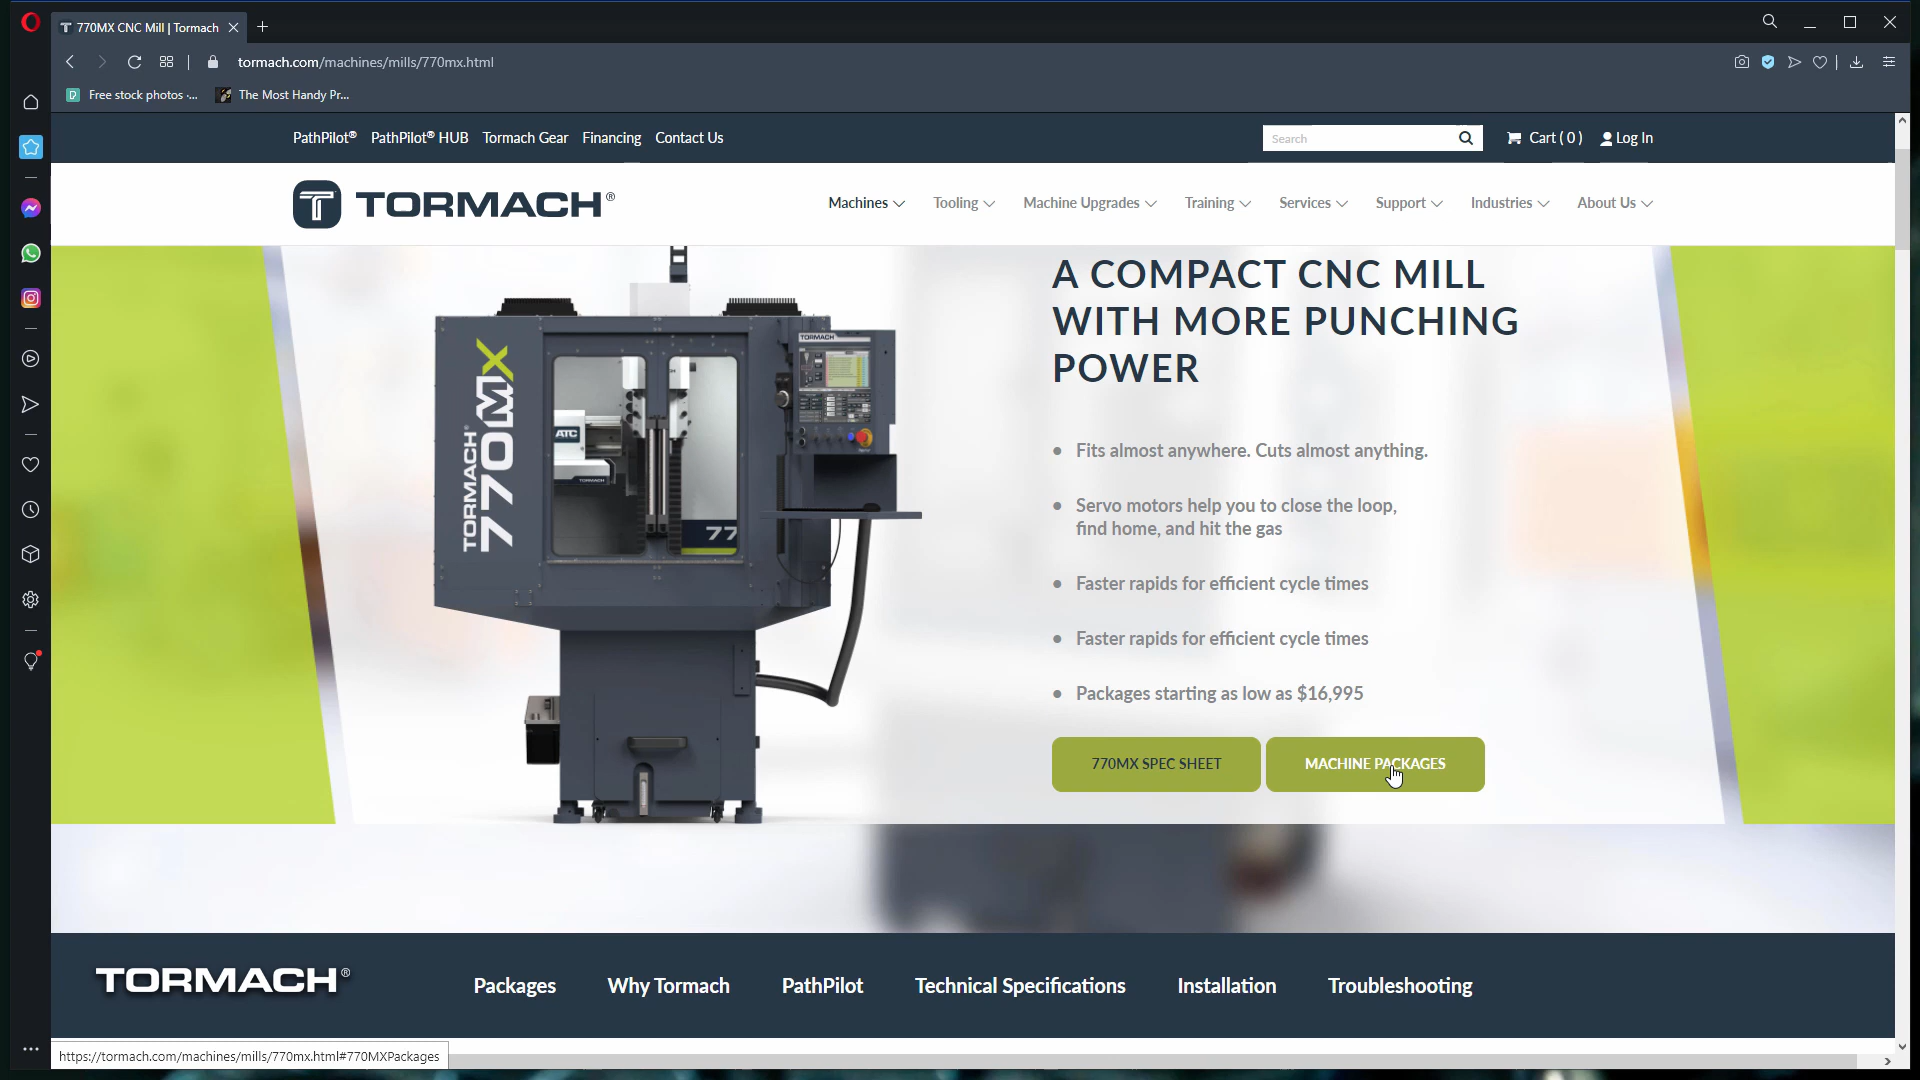 770MX CNC Mill | Tormach
tormach.com/machines/mills/770mx.html
Free stock photos ·...
The Most Handy Pr...
PathPilot® PathPilot® HUB Tormach Gear Financing Contact Us
Search
Cart ( 0 ) Log In
TORMACH®
Machines Tooling Machine Upgrades Training Services Support Industries About Us
A COMPACT CNC MILL
WITH MORE PUNCHING
POWER
TORMACH
TORMACH®
770MX
ATC
TORMACH
77
• Fits almost anywhere. Cuts almost anything.
• Servo motors help you to close the loop,
find home, and hit the gas
• Faster rapids for efficient cycle times
• Faster rapids for efficient cycle times
• Packages starting as low as $16,995
770MX SPEC SHEET MACHINE PACKAGES
TORMACH® Packages Why Tormach PathPilot Technical Specifications Installation Troubleshooting
https://tormach.com/machines/mills/770mx.html#770MXPackages